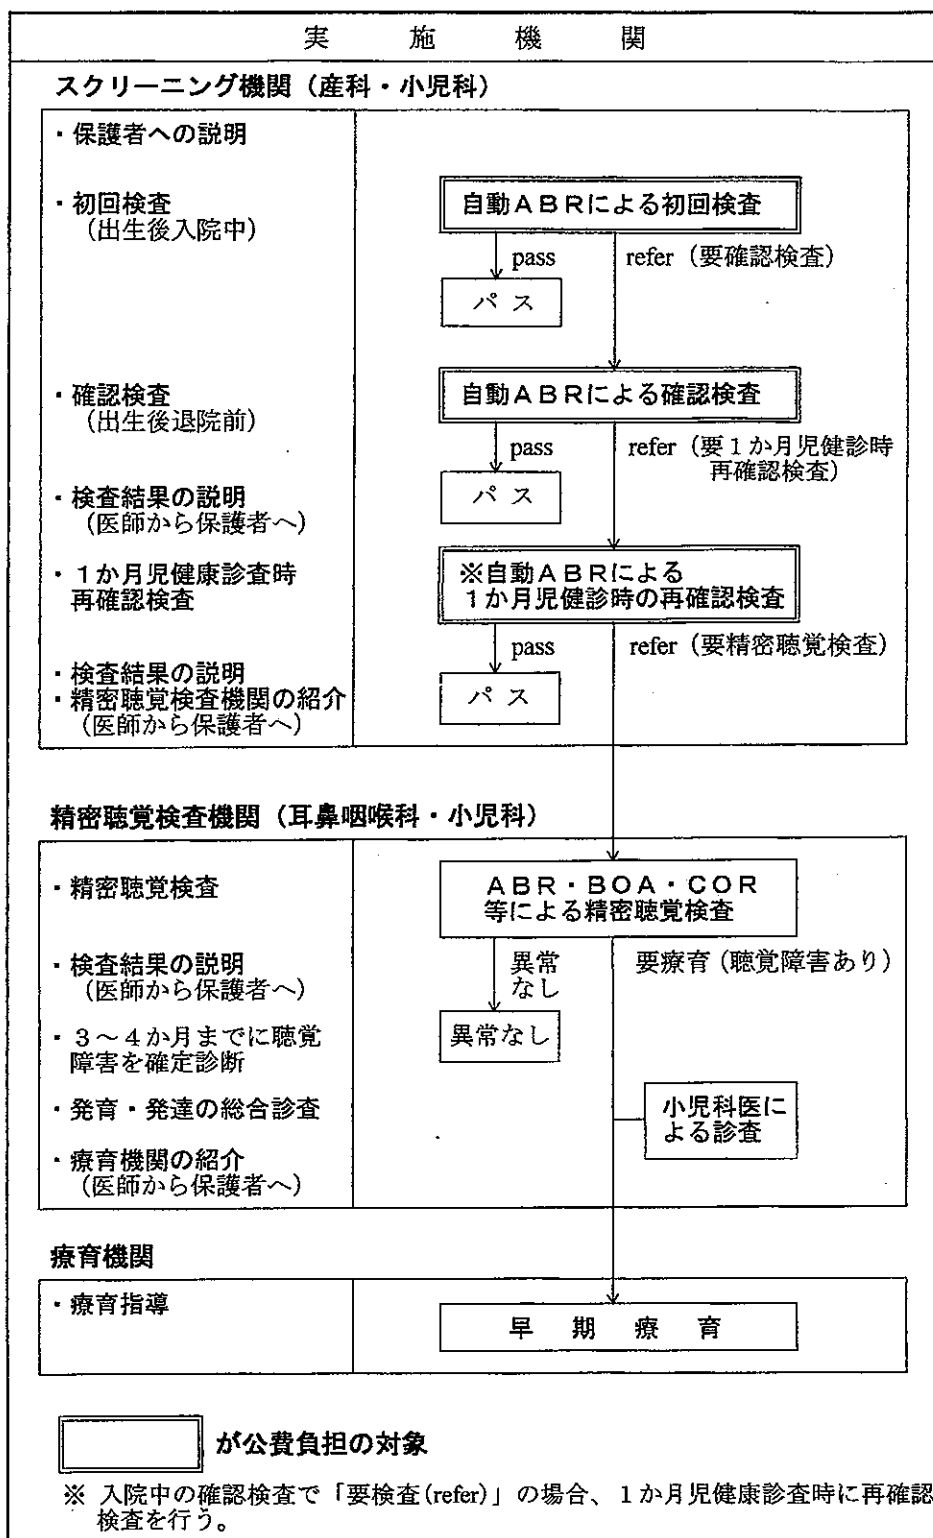 実施機関
スクリーニング機関（産科・小児科）
・保護者への説明
・初回検査
（出生後入院中）
自動ＡＢＲによる初回検査
pass
refer（要確認検査）
パス
・確認検査
（出生後退院前）
自動ＡＢＲによる確認検査
pass
refer（要１か月児健診時
再確認検査）
パス
・検査結果の説明
（医師から保護者へ）
・１か月児健康診査時
再確認検査
※自動ＡＢＲによる
１か月児健診時の再確認検査
pass
refer（要精密聴覚検査）
パス
・検査結果の説明
・精密聴覚検査機関の紹介
（医師から保護者へ）
精密聴覚検査機関（耳鼻咽喉科・小児科）
・精密聴覚検査
ＡＢＲ・ＢＯＡ・ＣＯＲ
等による精密聴覚検査
・検査結果の説明
（医師から保護者へ）
異常
なし
要療育（聴覚障害あり）
異常なし
・３～４か月までに聴覚
障害を確定診断
・発育・発達の総合診査
小児科医に
よる診査
・療育機関の紹介
（医師から保護者へ）
療育機関
・療育指導
早期療育
が公費負担の対象
※ 入院中の確認検査で「要検査(refer)」の場合、１か月児健康診査時に再確認
検査を行う。